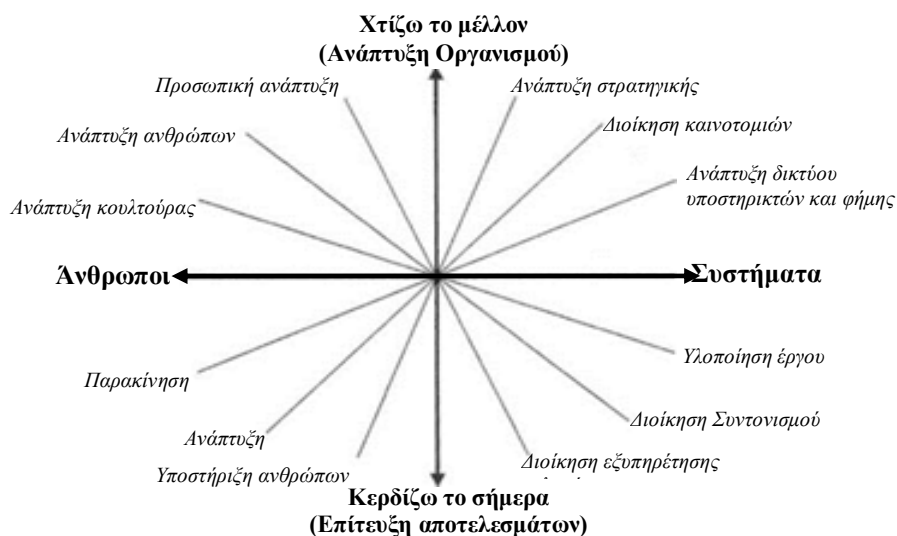 Χτίζω το μέλλον
(Ανάπτυξη Οργανισμού)
Προσωπική ανάπτυξη
Ανάπτυξη στρατηγικής
Ανάπτυξη ανθρώπων
Διοίκηση καινοτομιών
Ανάπτυξη κουλτούρας
Ανάπτυξη δικτύου
υποστηρικτών και φήμης
Άνθρωποι
Συστήματα
Παρακίνηση
Υλοποίηση έργου
Ανάπτυξη
Διοίκηση Συντονισμού
Υποστήριξη ανθρώπων
Διοίκηση εξυπηρέτησης
Κερδίζω το σήμερα
(Επίτευξη αποτελεσμάτων)